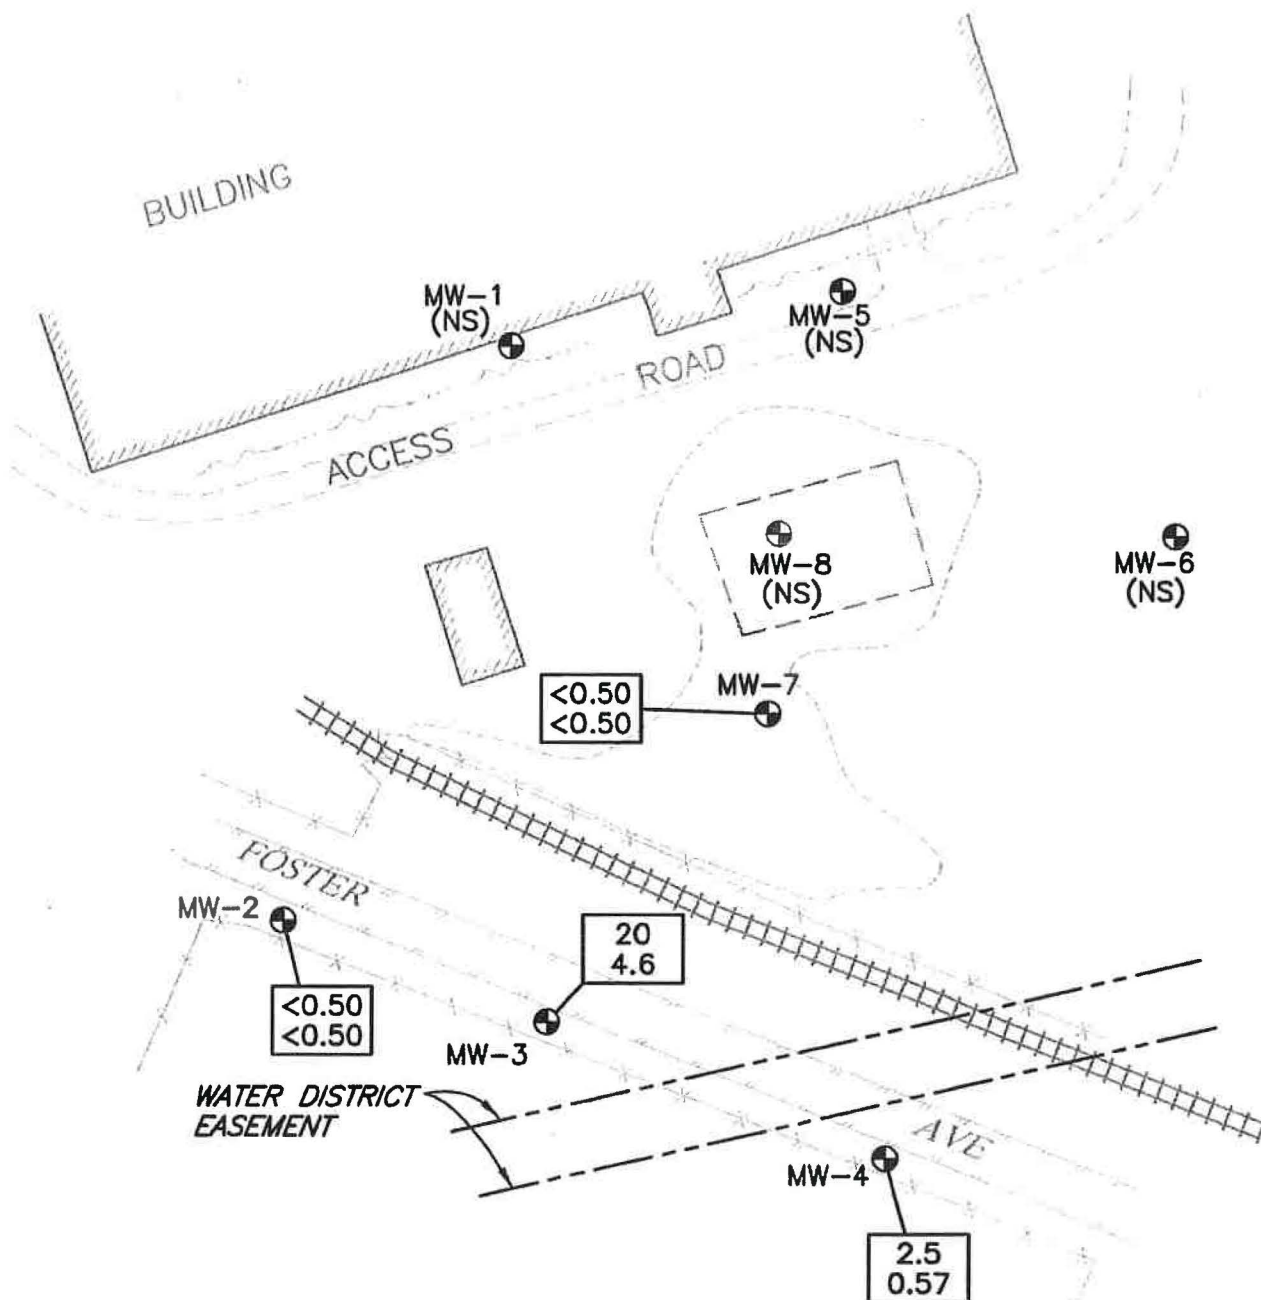 BUILDING
MW-1
(NS)
MW-5
(NS)
ROAD
ACCESS
MW-8
(NS)
MW-6
(NS)
MW-7
<0.50
<0.50
FOSTER
MW-2
<0.50
<0.50
20
4.6
MW-3
WATER DISTRICT
EASEMENT
AVE
MW-4
2.5
0.57